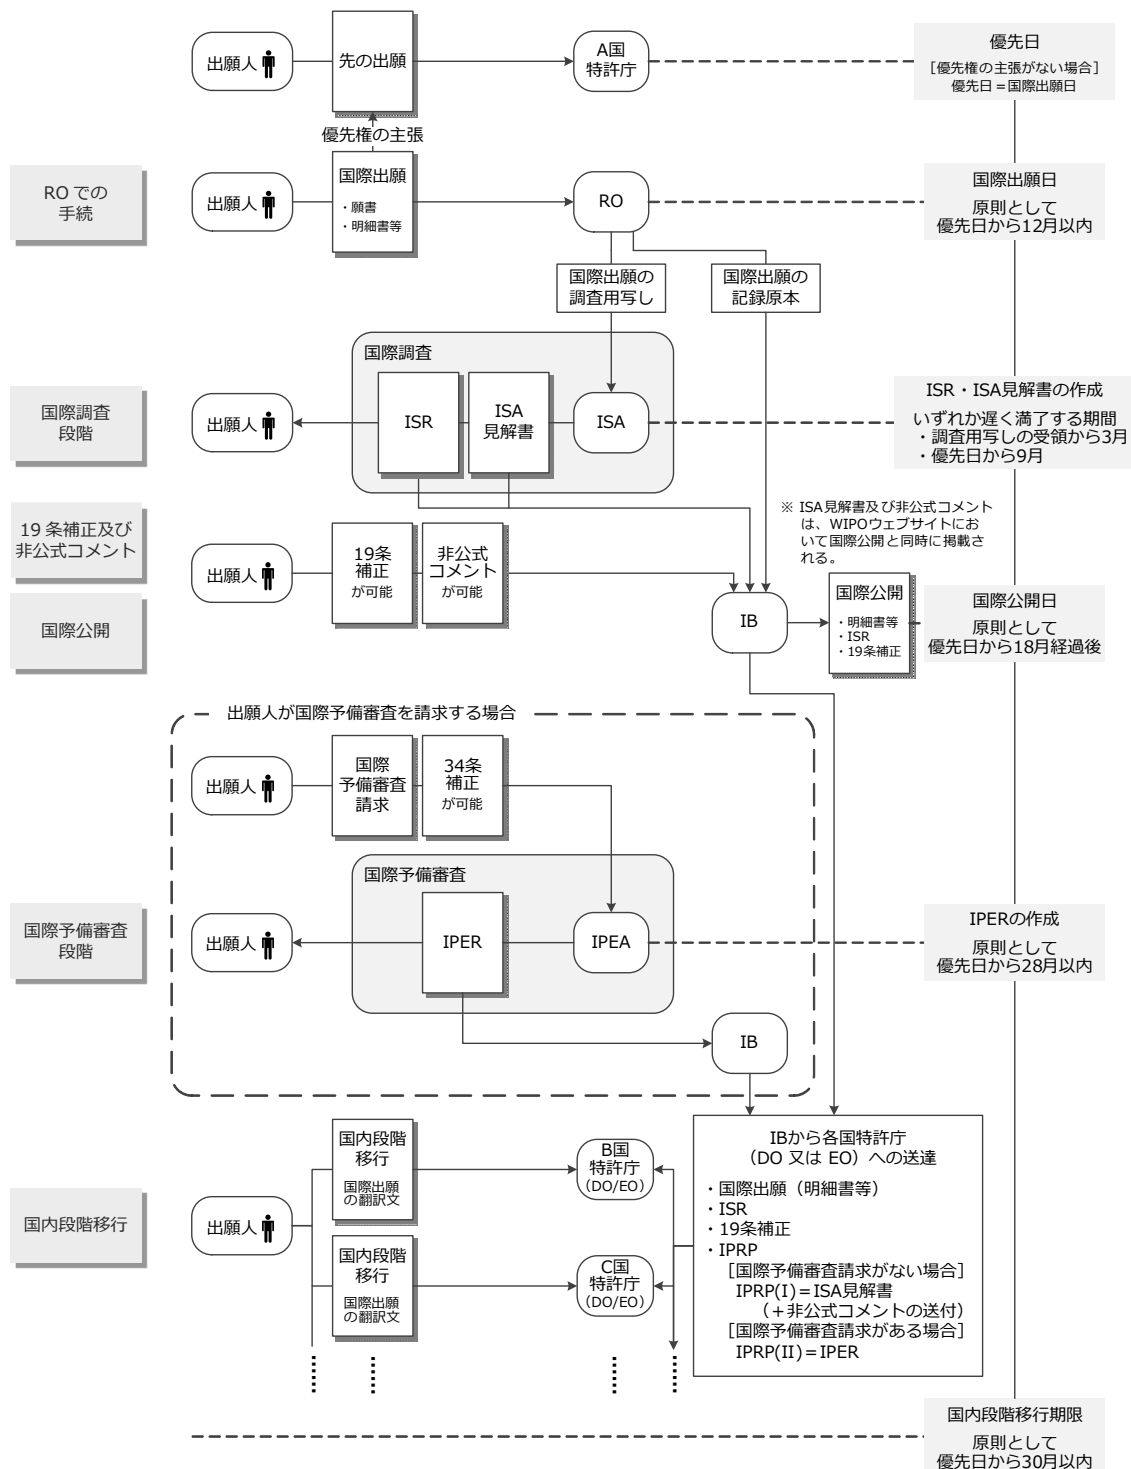 出願人
先の出願
A国
特許庁
優先日
［優先権の主張がない場合］
優先日＝国際出願日
優先権の主張
RO での
手続
出願人
国際出願
・願書
・明細書等
RO
国際出願日
原則として
優先日から12月以内
国際出願の
調査用写し
国際出願の
記録原本
国際調査
国際調査
段階
出願人
ISR
ISA
見解書
ISA
ISR・ISA見解書の作成
いずれか遅く満了する期間
・調査用写しの受領から3月
・優先日から9月
※ ISA見解書及び非公式コメント
は、WIPOウェブサイトにお
いて国際公開と同時に掲載さ
れる。
19 条補正及び
非公式コメント
出願人
19条
補正
が可能
非公式
コメント
が可能
国際公開
IB
国際公開
・明細書等
・ISR
・19条補正
国際公開日
原則として
優先日から18月経過後
出願人が国際予備審査を請求する場合
出願人
国際
予備審査
請求
34条
補正
が可能
国際予備審査
国際予備審査
段階
出願人
IPER
IPEA
IPERの作成
原則として
優先日から28月以内
IB
国内段階移行
出願人
国内段階
移行
国際出願
の翻訳文
B国
特許庁
（DO/EO）
国内段階
移行
国際出願
の翻訳文
C国
特許庁
（DO/EO）
IBから各国特許庁
（DO 又は EO）への送達
・国際出願（明細書等）
・ISR
・19条補正
・IPRP
［国際予備審査請求がない場合］
IPRP(I)＝ISA見解書
（＋非公式コメントの送付）
［国際予備審査請求がある場合］
IPRP(II)＝IPER
国内段階移行期限
原則として
優先日から30月以内